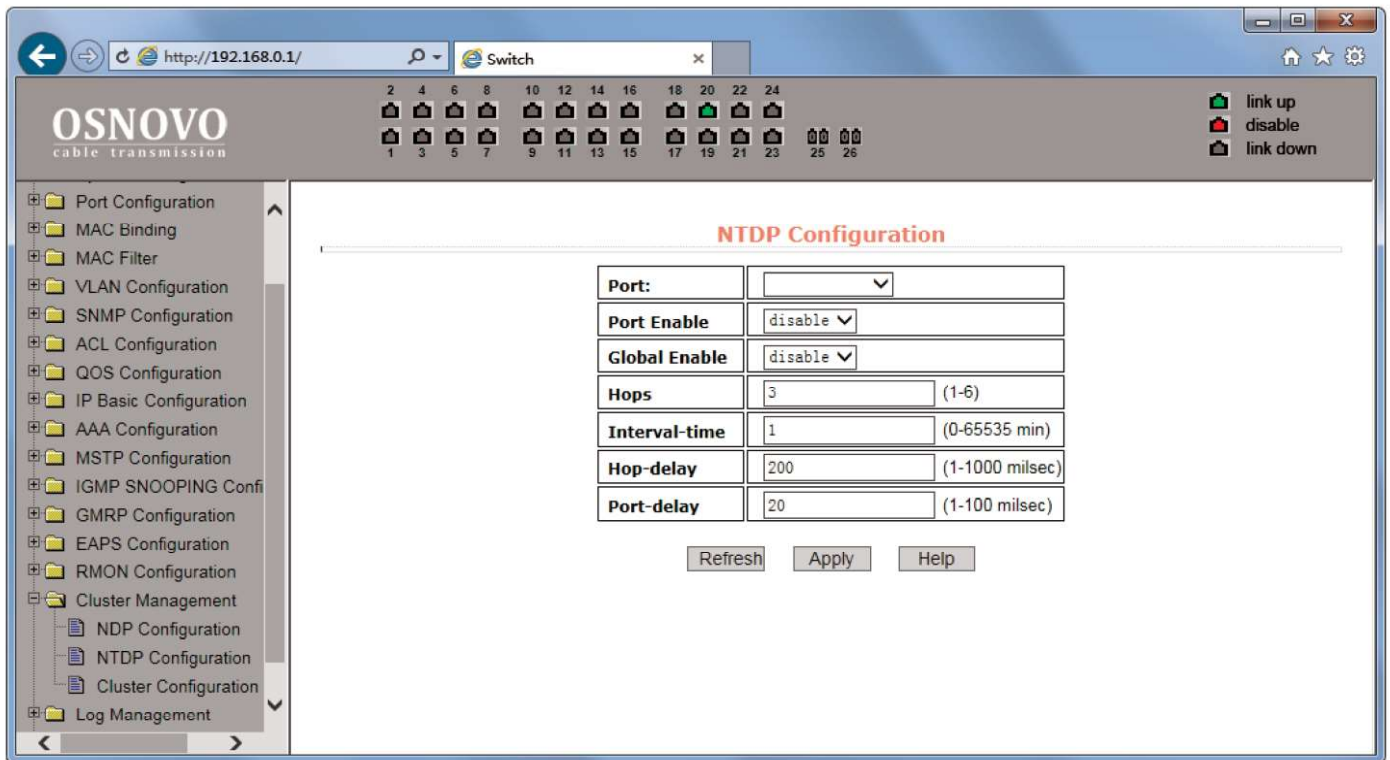 http://192.168.0.1/
Switch
OSNOVO
cable transmission
2 4 6 8 10 12 14 16 18 20 22 24
1 3 5 7 9 11 13 15 17 19 21 23 25 26
link up
disable
link down
Port Configuration
MAC Binding
MAC Filter
VLAN Configuration
SNMP Configuration
ACL Configuration
QOS Configuration
IP Basic Configuration
AAA Configuration
MSTP Configuration
IGMP SNOOPING Confi
GMRP Configuration
EAPS Configuration
RMON Configuration
Cluster Management
NDP Configuration
NTDP Configuration
Cluster Configuration
Log Management
NTDP Configuration
Port:
Port Enable disable
Global Enable disable
Hops 3 (1-6)
Interval-time 1 (0-65535 min)
Hop-delay 200 (1-1000 milsec)
Port-delay 20 (1-100 milsec)
Refresh Apply Help